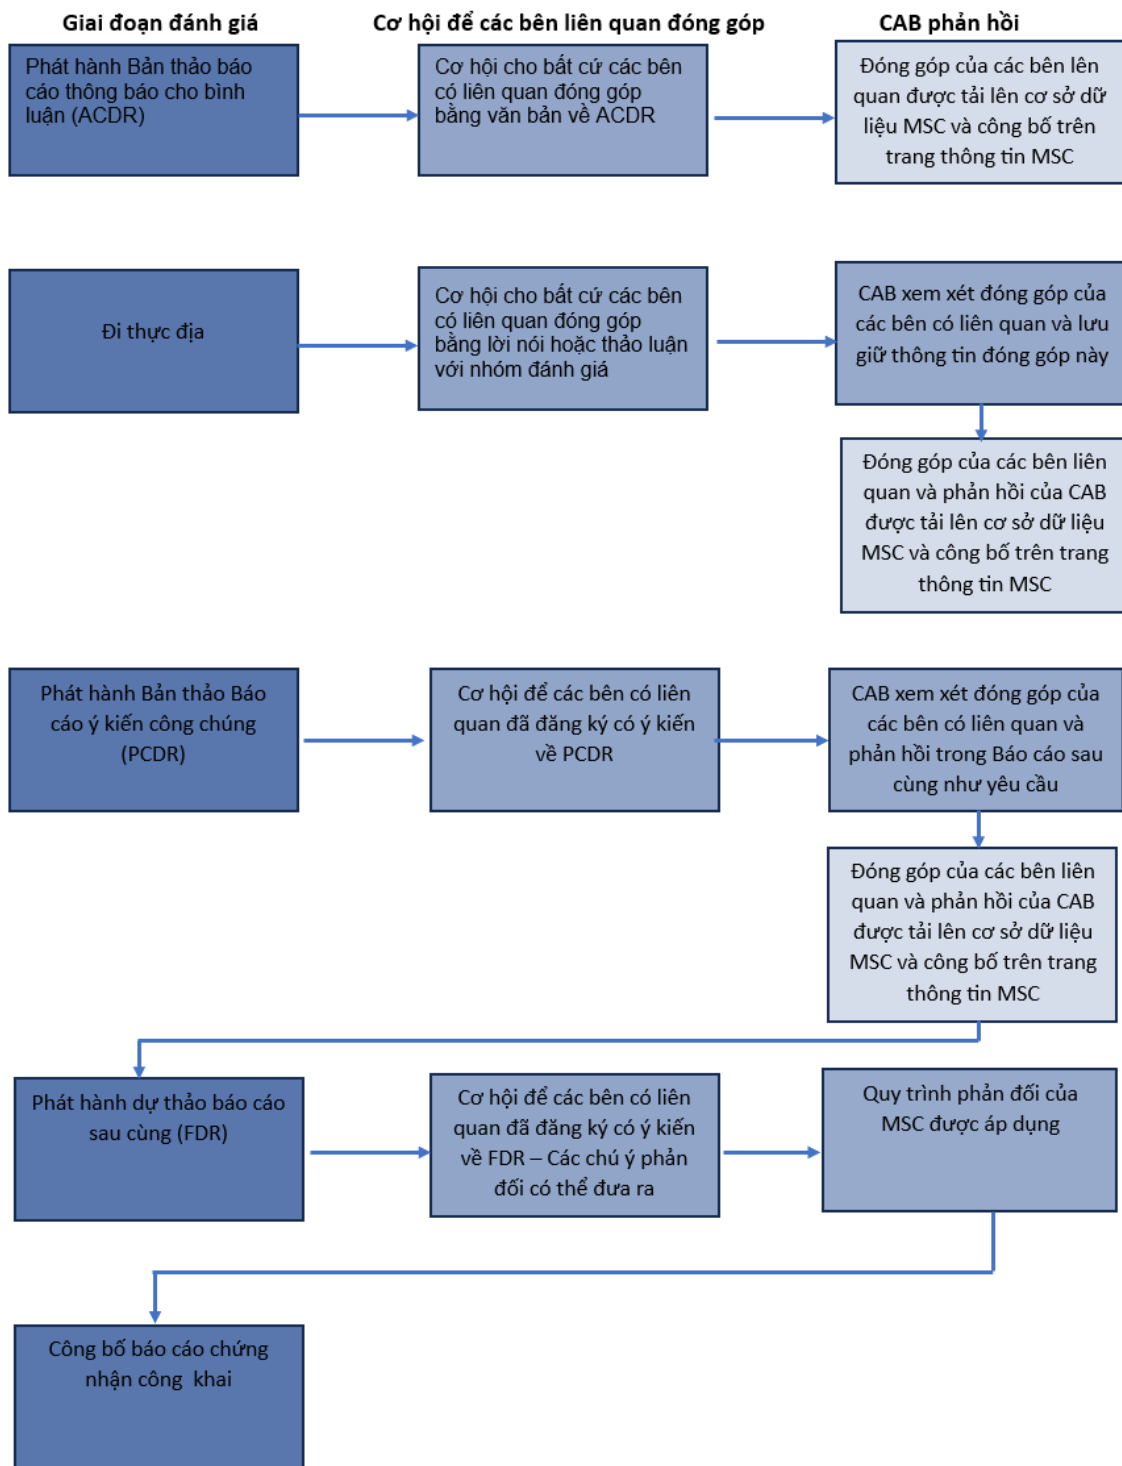 Giai đoạn đánh giá
Cơ hội để các bên liên quan đóng góp
CAB phản hồi
Phát hành Bản thảo báo
cáo thông báo cho bình
luận (ACDR)
Cơ hội cho bất cứ các bên
có liên quan đóng góp
bằng văn bản về ACDR
Đóng góp của các bên lên
quan được tải lên cơ sở dữ
liệu MSC và công bố trên
trang thông tin MSC
Đi thực địa
Cơ hội cho bất cứ các bên
có liên quan đóng góp
bằng lời nói hoặc thảo luận
với nhóm đánh giá
CAB xem xét đóng góp của
các bên có liên quan và lưu
giữ thông tin đóng góp này
Đóng góp của các bên liên
quan và phản hồi của CAB
được tải lên cơ sở dữ liệu
MSC và công bố trên trang
thông tin MSC
Phát hành Bản thảo Báo
cáo ý kiến công chúng
(PCDR)
Cơ hội để các bên có liên
quan đã đăng ký có ý kiến
về PCDR
CAB xem xét đóng góp của
các bên có liên quan và
phản hồi trong Báo cáo sau
cùng như yêu cầu
Đóng góp của các bên liên
quan và phản hồi của CAB
được tải lên cơ sở dữ liệu
MSC và công bố trên trang
thông tin MSC
Phát hành dự thảo báo cáo
sau cùng (FDR)
Cơ hội để các bên có liên
quan đã đăng ký có ý kiến
về FDR – Các chú ý phản
đối có thể đưa ra
Quy trình phản đối của
MSC được áp dụng
Công bố báo cáo chứng
nhận công  khai